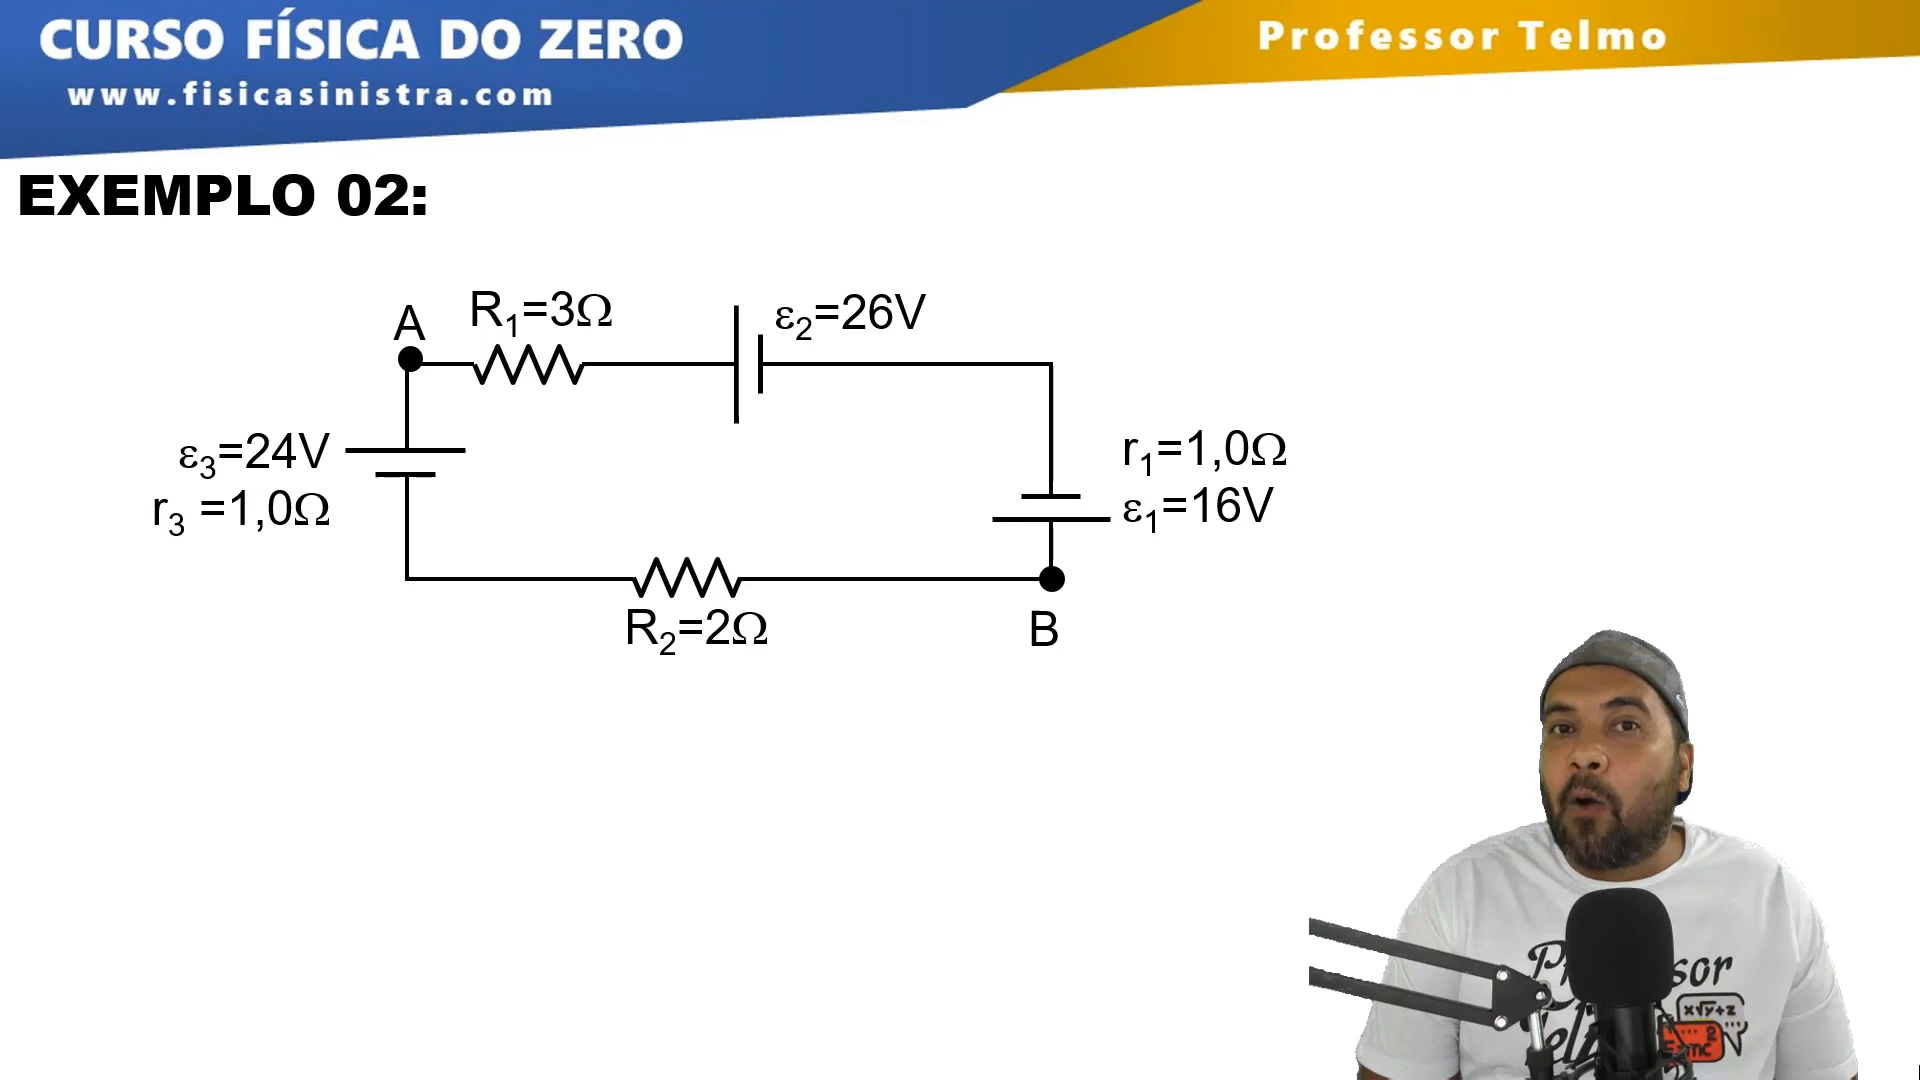 CURSO FÍSICA DO ZERO
www.fisicasinistra.com
Professor Telmo
EXEMPLO 02:
A
R₁=3Ω
ε₂=26V
ε₃=24V
r₃ =1,0Ω
r₁=1,0Ω
ε₁=16V
R₂=2Ω
B
x√y+z